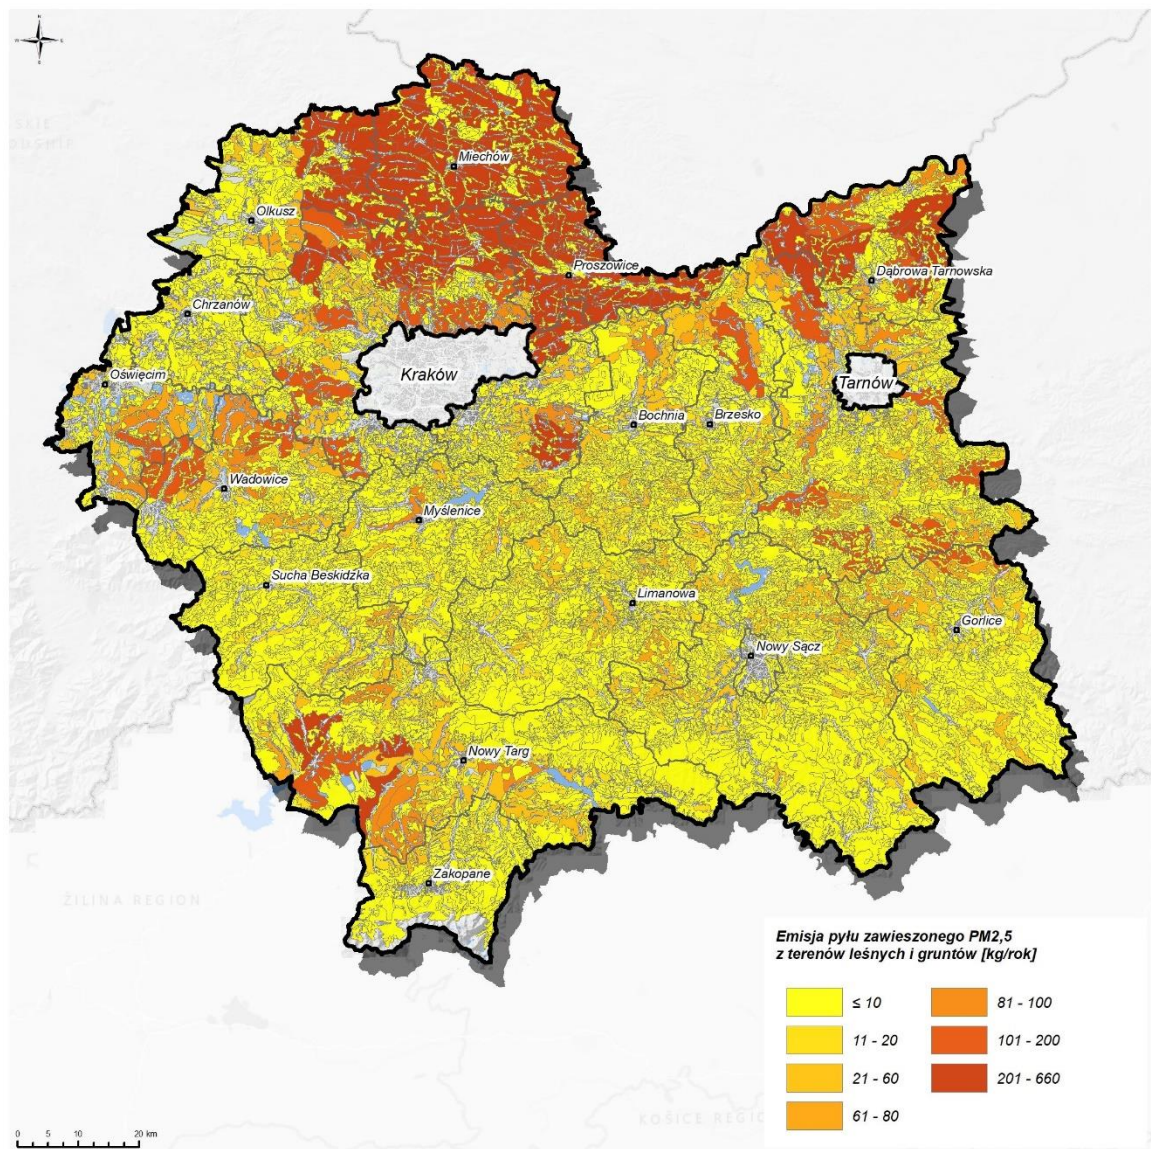 N
S
SKIE
Miechów
Olkusz
Proszowice
Dąbrowa Tarnowska
Chrzanów
Kraków
Tarnów
Oświęcim
Bochnia
Brzesko
Wadowice
Myślenice
Sucha Beskidzka
Limanowa
Gorlice
Nowy Sącz
Nowy Targ
Zakopane
ŽILINA REGION
Emisja pyłu zawieszonego PM2,5
z terenów leśnych i gruntów [kg/rok]
≤ 10
11 - 20
21 - 60
61 - 80
81 - 100
101 - 200
201 - 660
0 5 10 20 km